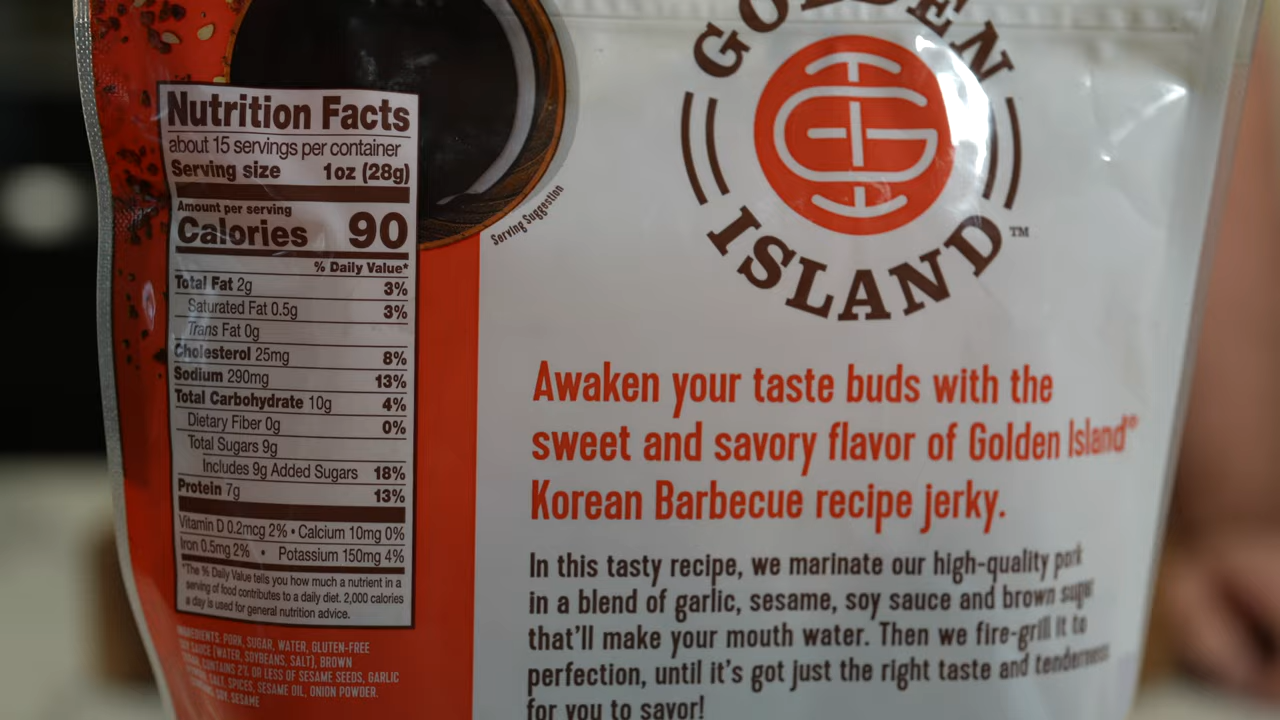 Nutrition Facts
about 15 servings per container
Serving size 1oz (28g)
Amount per serving
Calories 90
% Daily Value*
Total Fat 2g 3%
Saturated Fat 0.5g 3%
Trans Fat 0g
Cholesterol 25mg 8%
Sodium 290mg 13%
Total Carbohydrate 10g 4%
Dietary Fiber 0g 0%
Total Sugars 9g
Includes 9g Added Sugars 18%
Protein 7g 13%
Vitamin D 0.2mcg 2% • Calcium 10mg 0%
Iron 0.5mg 2% • Potassium 150mg 4%
*The % Daily Value tells you how much a nutrient in a
serving of food contributes to a daily diet. 2,000 calories
a day is used for general nutrition advice.
INGREDIENTS: PORK, SUGAR, WATER, GLUTEN-FREE
SAUCE (WATER, SOYBEANS, SALT), BROWN
CONTAINS 2% OR LESS OF SESAME SEEDS, GARLIC
SALT, SPICES, SESAME OIL, ONION POWDER.
SOY, SESAME
Serving Suggestion
GOLDEN
ISLAND™
Awaken your taste buds with the
sweet and savory flavor of Golden Island®
Korean Barbecue recipe jerky.
In this tasty recipe, we marinate our high-quality pork
in a blend of garlic, sesame, soy sauce and brown sugar
that'll make your mouth water. Then we fire-grill it to
perfection, until it's got just the right taste and tenderness
for you to savor!